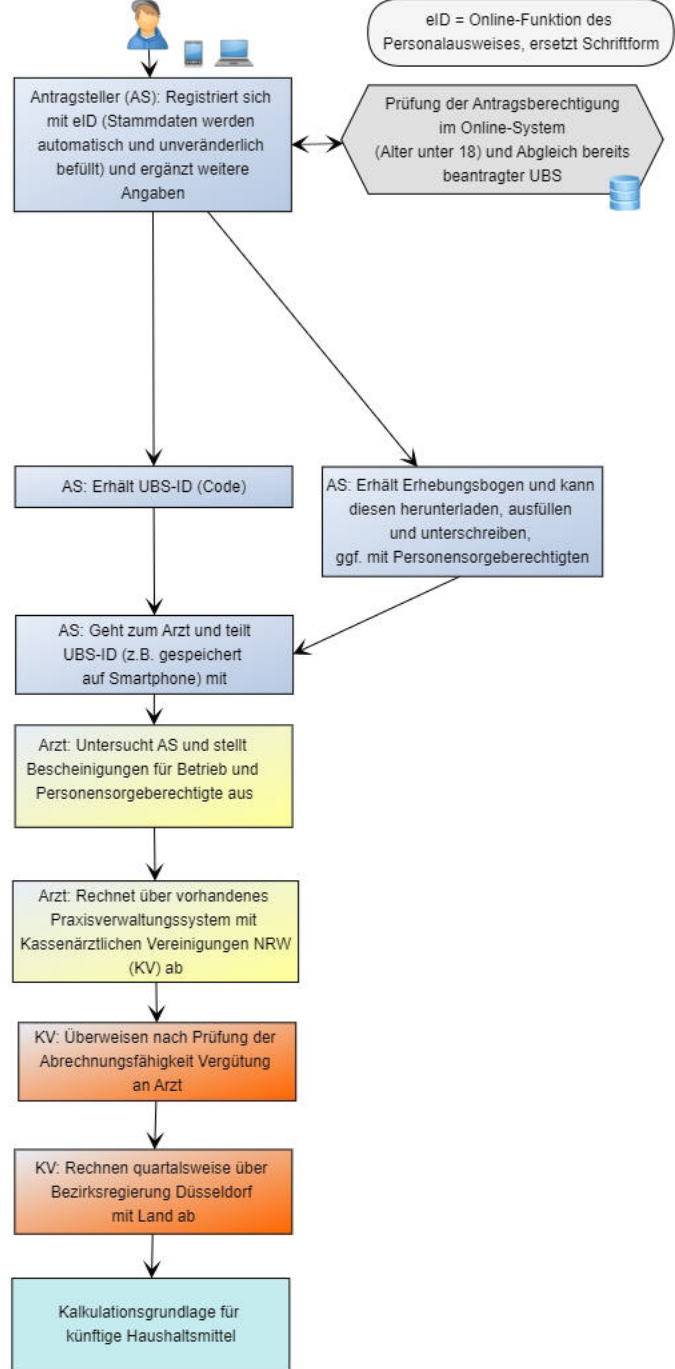 eID = Online-Funktion des
Personalausweises, ersetzt Schriftform
Antragsteller (AS): Registriert sich
mit eID (Stammdaten werden
automatisch und unveränderlich
befüllt) und ergänzt weitere
Angaben
Prüfung der Antragsberechtigung
im Online-System
(Alter unter 18) und Abgleich bereits
beantragter UBS
AS: Erhält UBS-ID (Code)
AS: Erhält Erhebungsbogen und kann
diesen herunterladen, ausfüllen
und unterschreiben,
ggf. mit Personensorgeberechtigten
AS: Geht zum Arzt und teilt
UBS-ID (z.B. gespeichert
auf Smartphone) mit
Arzt: Untersucht AS und stellt
Bescheinigungen für Betrieb und
Personensorgeberechtigte aus
Arzt: Rechnet über vorhandenes
Praxisverwaltungssystem mit
Kassenärztlichen Vereinigungen NRW
(KV) ab
KV: Überweisen nach Prüfung der
Abrechnungsfähigkeit Vergütung
an Arzt
KV: Rechnen quartalsweise über
Bezirksregierung Düsseldorf
mit Land ab
Kalkulationsgrundlage für
künftige Haushaltsmittel